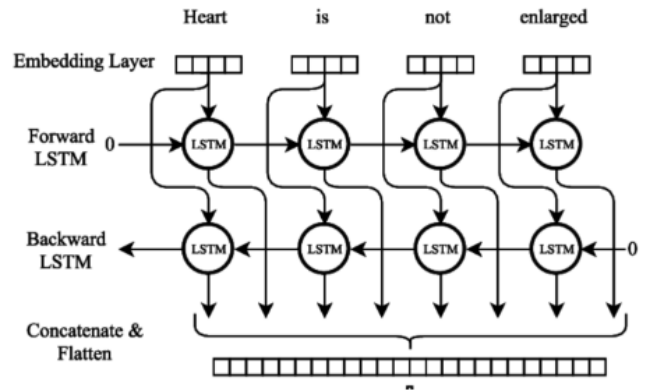 Heart is not enlarged
Embedding Layer
Forward
LSTM
0
LSTM LSTM LSTM LSTM
Backward
LSTM
LSTM LSTM LSTM LSTM
0
Concatenate &
Flatten